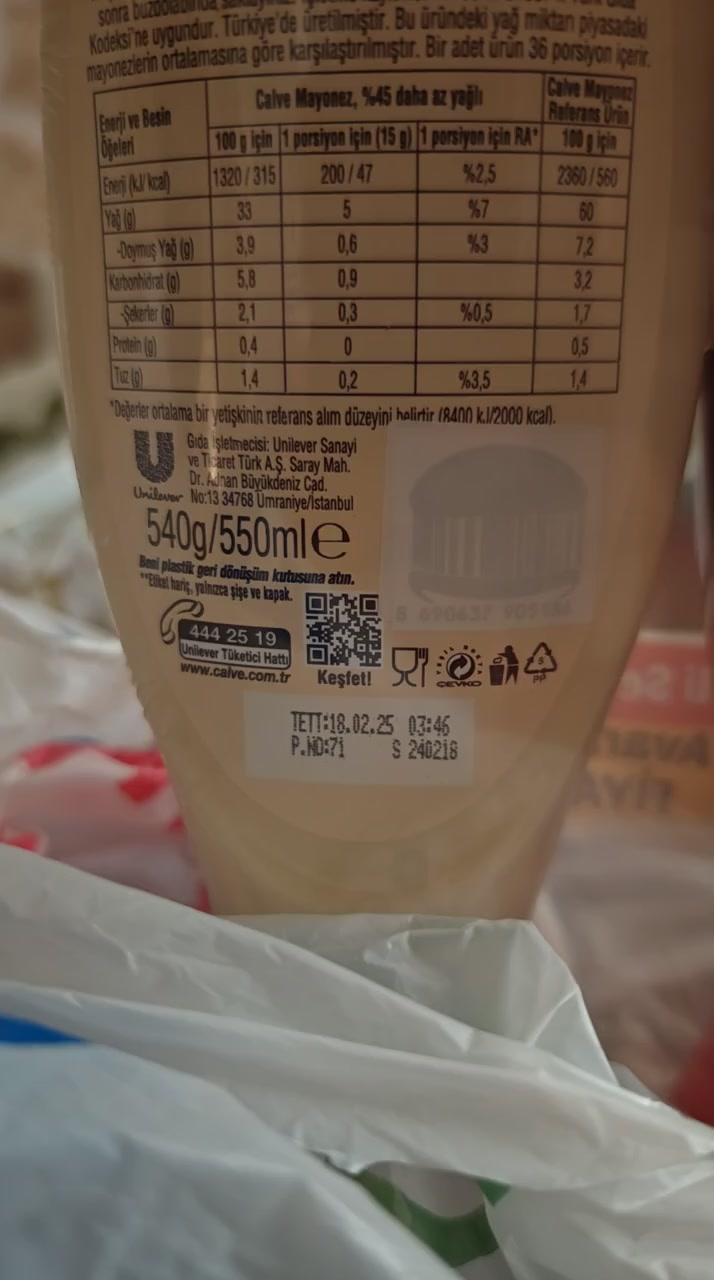 sonra buzdolabında
Kodeksi'ne uygundur. Türkiye'de üretilmiştir. Bu üründeki yağ miktarı piyasadaki
mayonezlerin ortalamasına göre karşılaştırılmıştır. Bir adet ürün 36 porsiyon içerir.
Enerji ve Besin Öğeleri Calve Mayonez, %45 daha az yağlı Calve Mayonez Referans Ürün
100 g için 1 porsiyon için (15 g) 1 porsiyon için RA* 100 g için
Enerji (kJ/ kcal) 1320 / 315 200 / 47 %2,5 2360 / 560
Yağ (g) 33 5 %7 60
-Doymuş Yağ (g) 3,9 0,6 %3 7,2
Karbonhidrat (g) 5,8 0,9 3,2
-Şekerler (g) 2,1 0,3 %0,5 1,7
Protein (g) 0,4 0 0,5
Tuz (g) 1,4 0,2 %3,5 1,4
*Değerler ortalama bir yetişkinin referans alım düzeyini belirtir (8400 kJ/2000 kcal).
Gıda İşletmecisi: Unilever Sanayi
ve Ticaret Türk A.Ş. Saray Mah.
Dr. Adnan Büyükdeniz Cad.
Unilever No:13 34768 Ümraniye/İstanbul
540g/550ml e
Beni plastik geri dönüşüm kutusuna atın.
**Etiket hariç, yalnızca şişe ve kapak.
444 25 19
Unilever Tüketici Hattı
www.calve.com.tr
Keşfet!
ÇEVKO
5
PP
TETT:18.02.25 03:46
P.NO:71 S 240218